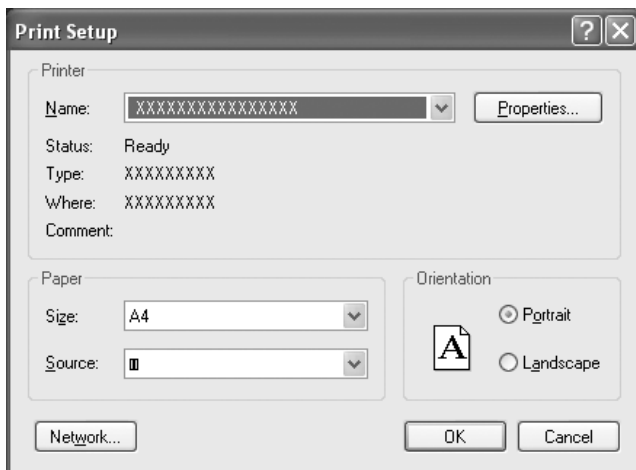 Print Setup
Printer
Name: XXXXXXXXXXXXXXXX Properties...
Status: Ready
Type: XXXXXXXXX
Where: XXXXXXXXX
Comment:
Paper
Size: A4
Source:
Orientation
A
Portrait
Landscape
Network... OK Cancel